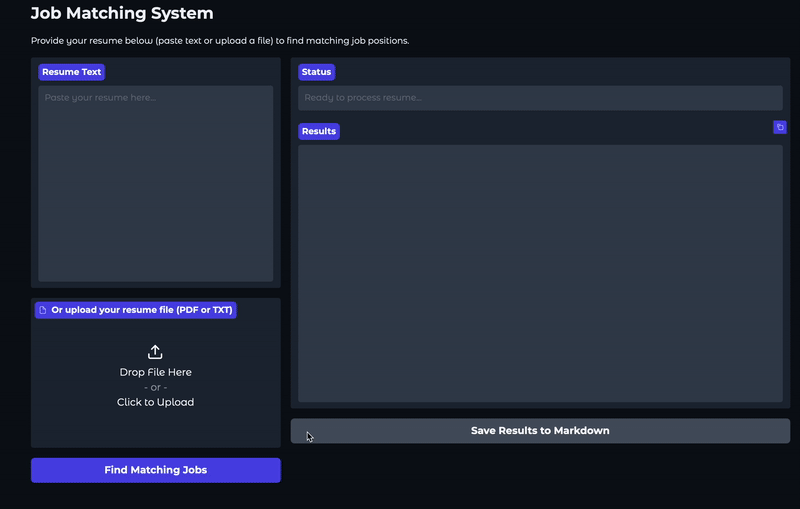 Job Matching System
Provide your resume below (paste text or upload a file) to find matching job positions.
Resume Text
Paste your resume here...
Or upload your resume file (PDF or TXT)
Drop File Here
- or -
Click to Upload
Find Matching Jobs
Status
Ready to process resume...
Results
Save Results to Markdown